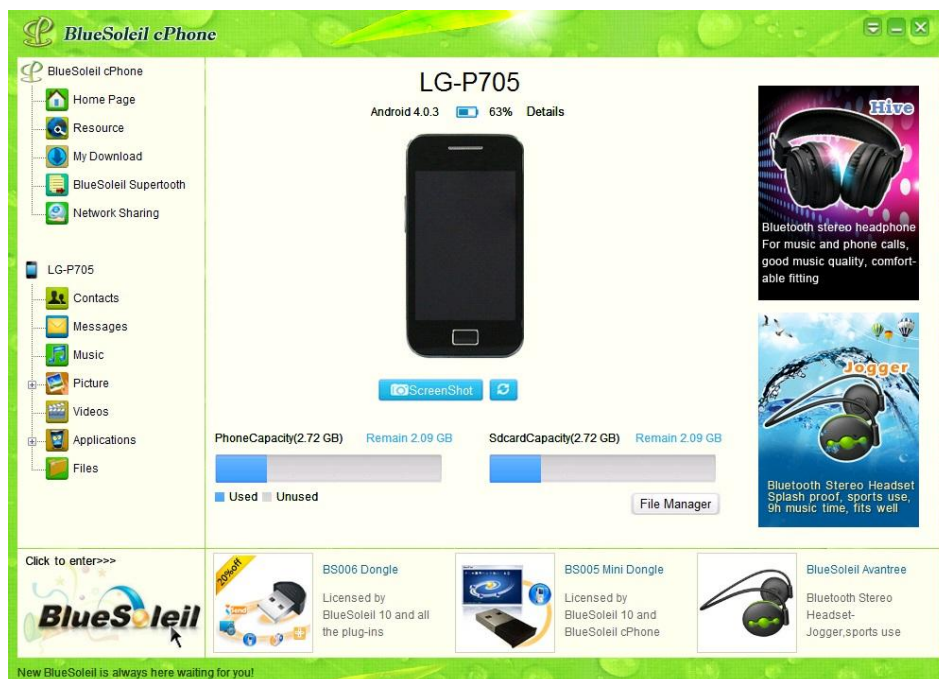 BlueSoleil cPhone
BlueSoleil cPhone
Home Page
Resource
My Download
BlueSoleil Supertooth
Network Sharing
LG-P705
Contacts
Messages
Music
Picture
Videos
Applications
Files
LG-P705
Android 4.0.3 63% Details
ScreenShot
PhoneCapacity(2.72 GB) Remain 2.09 GB
SdcardCapacity(2.72 GB) Remain 2.09 GB
Used Unused
File Manager
Hive
Bluetooth stereo headphone
For music and phone calls,
good music quality, comfort-
able fitting
Jogger
Bluetooth Stereo Headset
Splash proof, sports use,
9h music time, fits well
Click to enter>>>
BlueSoleil
20%off
Send
BS006 Dongle
Licensed by
BlueSoleil 10 and all
the plug-ins
BS005 Mini Dongle
Licensed by
BlueSoleil 10 and
BlueSoleil cPhone
BlueSoleil Avantree
Bluetooth Stereo
Headset-
Jogger,sports use
New BlueSoleil is always here waiting for you!